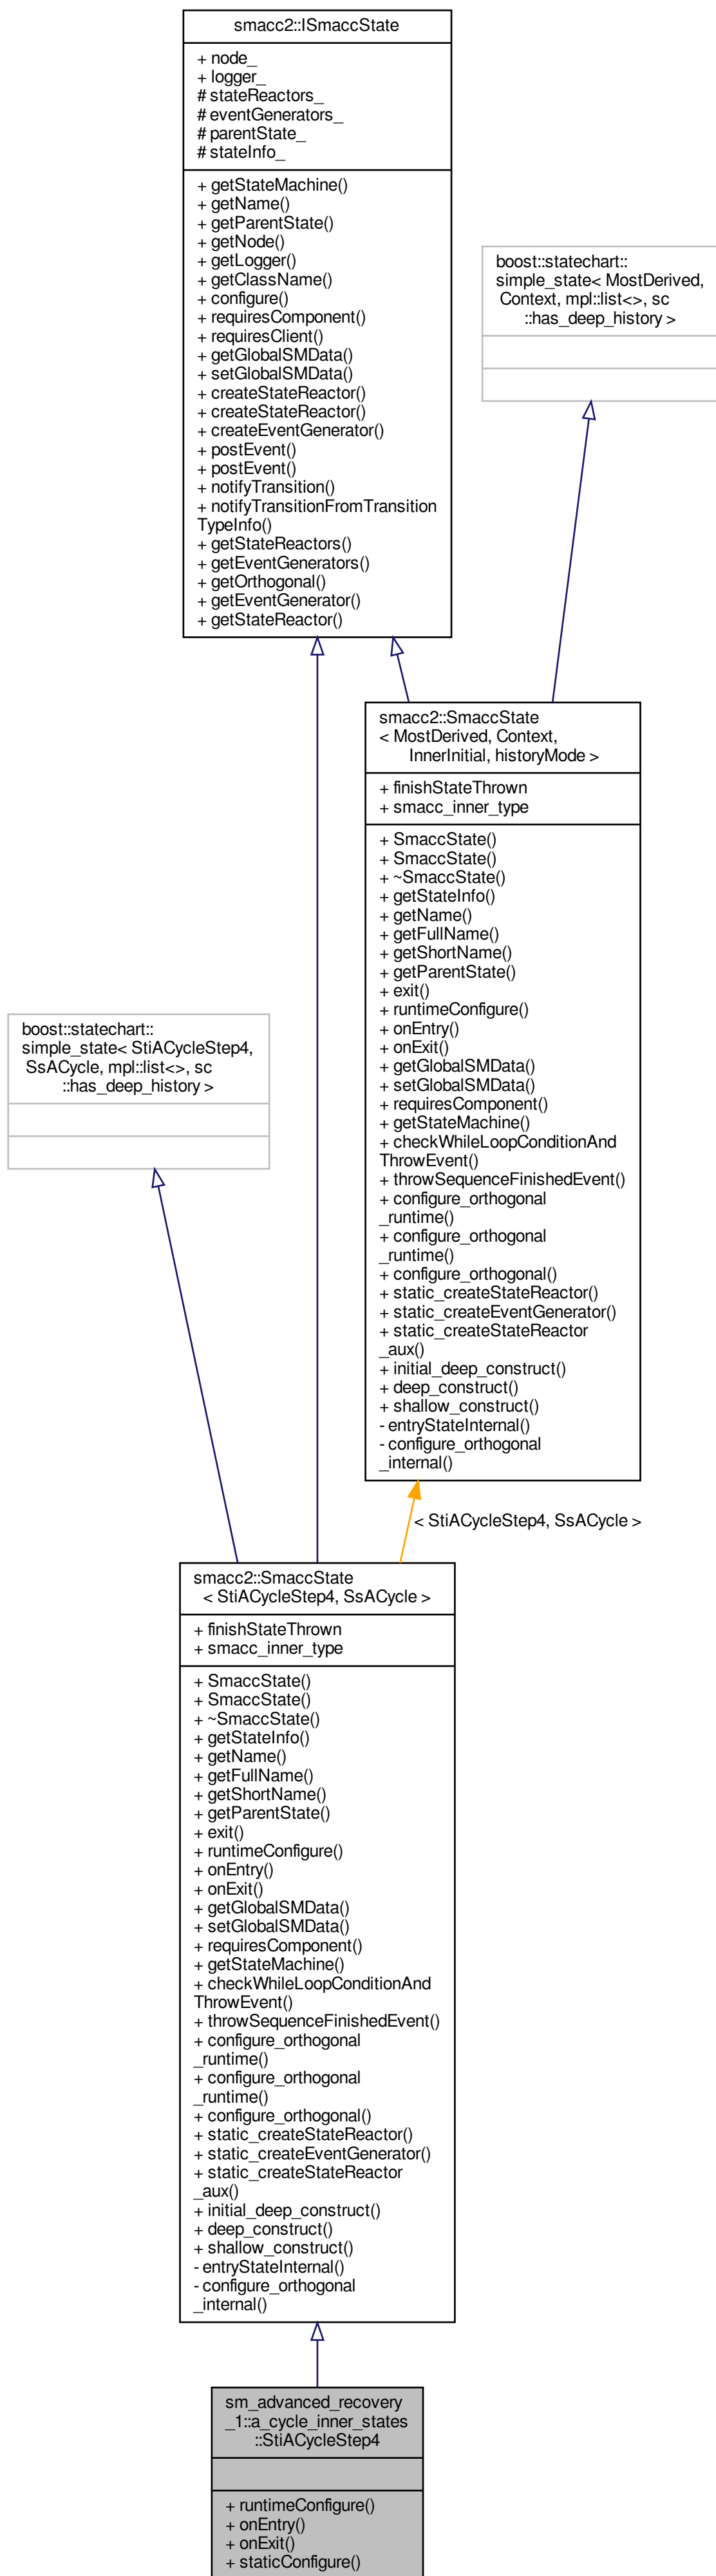 smacc2::ISmaccState
+ node_
+ logger_
# stateReactors_
# eventGenerators_
# parentState_
# stateInfo_
+ getStateMachine()
+ getName()
+ getParentState()
+ getNode()
+ getLogger()
+ getClassName()
+ configure()
+ requiresComponent()
+ requiresClient()
+ getGlobalSMData()
+ setGlobalSMData()
+ createStateReactor()
+ createStateReactor()
+ createEventGenerator()
+ postEvent()
+ postEvent()
+ notifyTransition()
+ notifyTransitionFromTransition
TypeInfo()
+ getStateReactors()
+ getEventGenerators()
+ getOrthogonal()
+ getEventGenerator()
+ getStateReactor()
boost::statechart::
simple_state< MostDerived,
Context, mpl::list<>, sc
::has_deep_history >
smacc2::SmaccState
< MostDerived, Context,
InnerInitial, historyMode >
+ finishStateThrown
+ smacc_inner_type
+ SmaccState()
+ SmaccState()
+ ~SmaccState()
+ getStateInfo()
+ getName()
+ getFullName()
+ getShortName()
+ getParentState()
+ exit()
+ runtimeConfigure()
+ onEntry()
+ onExit()
+ getGlobalSMData()
+ setGlobalSMData()
+ requiresComponent()
+ getStateMachine()
+ checkWhileLoopConditionAnd
ThrowEvent()
+ throwSequenceFinishedEvent()
+ configure_orthogonal
_runtime()
+ configure_orthogonal
_runtime()
+ configure_orthogonal()
+ static_createStateReactor()
+ static_createEventGenerator()
+ static_createStateReactor
_aux()
+ initial_deep_construct()
+ deep_construct()
+ shallow_construct()
- entryStateInternal()
- configure_orthogonal
_internal()
boost::statechart::
simple_state< StiACycleStep4,
SsACycle, mpl::list<>, sc
::has_deep_history >
< StiACycleStep4, SsACycle >
smacc2::SmaccState
< StiACycleStep4, SsACycle >
+ finishStateThrown
+ smacc_inner_type
+ SmaccState()
+ SmaccState()
+ ~SmaccState()
+ getStateInfo()
+ getName()
+ getFullName()
+ getShortName()
+ getParentState()
+ exit()
+ runtimeConfigure()
+ onEntry()
+ onExit()
+ getGlobalSMData()
+ setGlobalSMData()
+ requiresComponent()
+ getStateMachine()
+ checkWhileLoopConditionAnd
ThrowEvent()
+ throwSequenceFinishedEvent()
+ configure_orthogonal
_runtime()
+ configure_orthogonal
_runtime()
+ configure_orthogonal()
+ static_createStateReactor()
+ static_createEventGenerator()
+ static_createStateReactor
_aux()
+ initial_deep_construct()
+ deep_construct()
+ shallow_construct()
- entryStateInternal()
- configure_orthogonal
_internal()
sm_advanced_recovery
_1::a_cycle_inner_states
::StiACycleStep4
+ runtimeConfigure()
+ onEntry()
+ onExit()
+ staticConfigure()